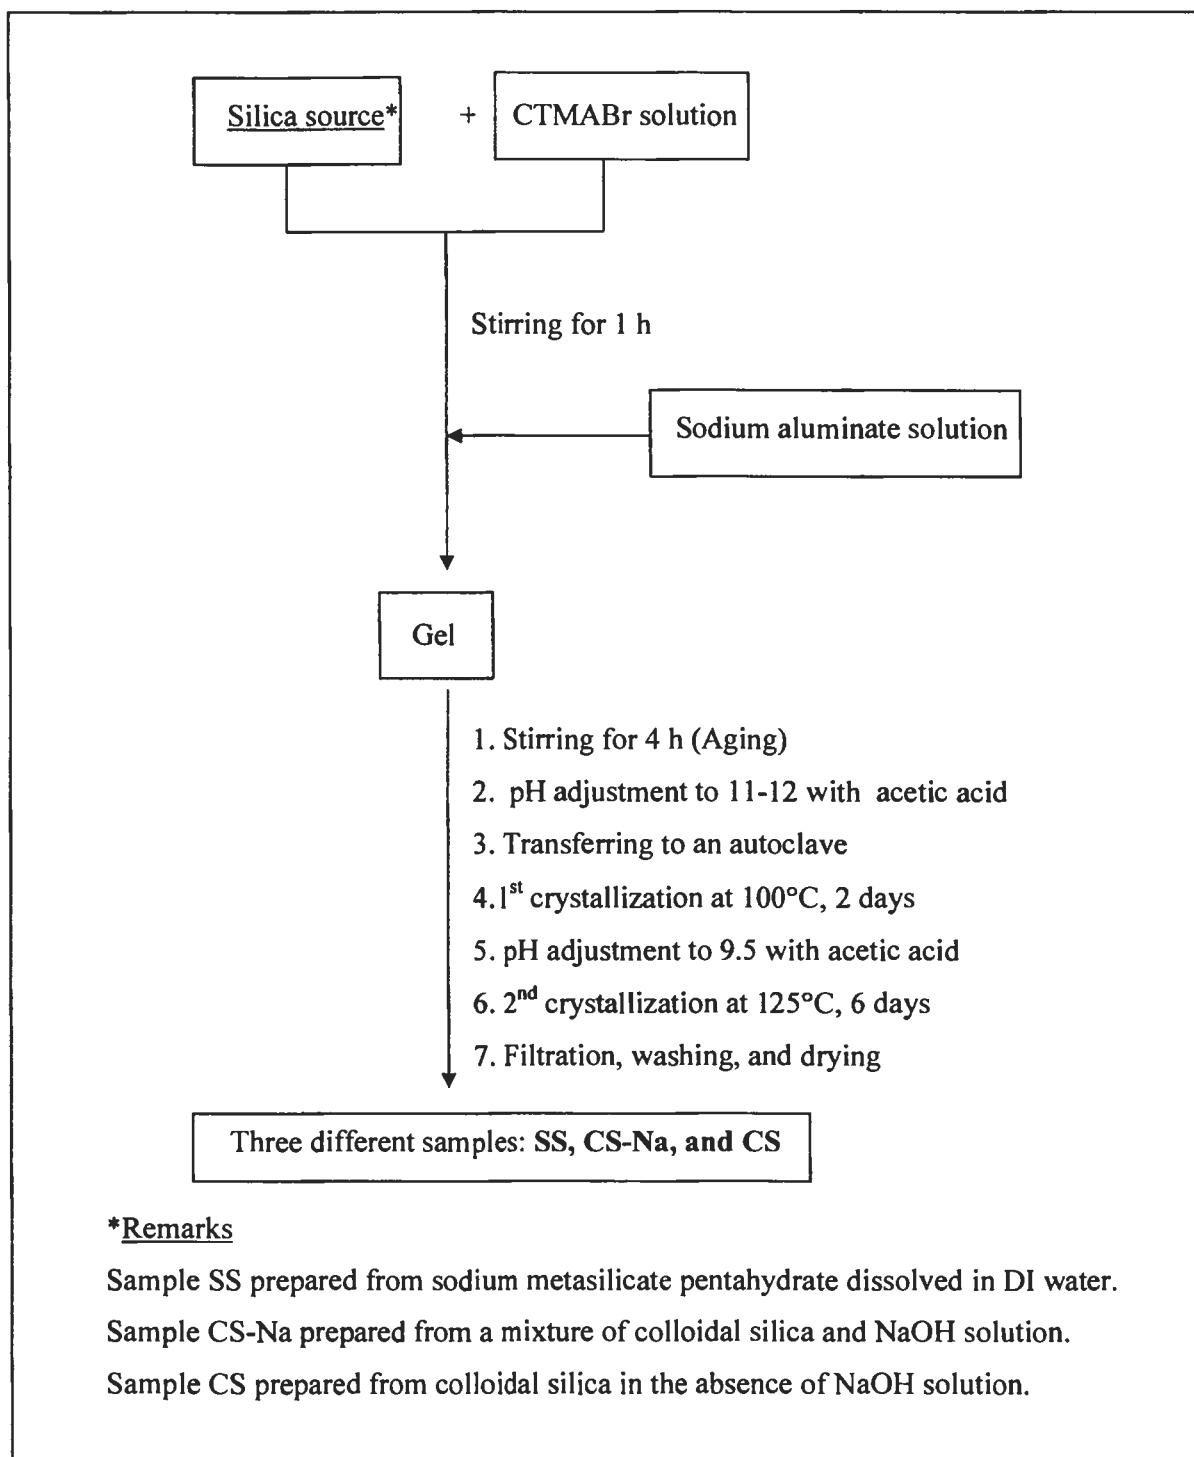 Silica source* + CTMABr solution
Stirring for 1 h
Sodium aluminate solution
Gel
1. Stirring for 4 h (Aging)
2. pH adjustment to 11-12 with acetic acid
3. Transferring to an autoclave
4. 1st crystallization at 100°C, 2 days
5. pH adjustment to 9.5 with acetic acid
6. 2nd crystallization at 125°C, 6 days
7. Filtration, washing, and drying
Three different samples: SS, CS-Na, and CS
*Remarks
Sample SS prepared from sodium metasilicate pentahydrate dissolved in DI water.
Sample CS-Na prepared from a mixture of colloidal silica and NaOH solution.
Sample CS prepared from colloidal silica in the absence of NaOH solution.